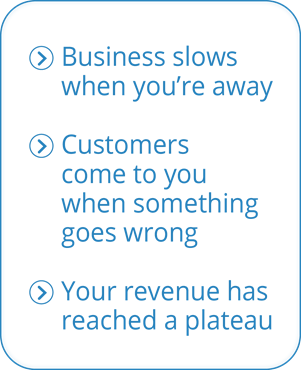 Business slows
when you’re away
Customers
come to you
when something
goes wrong
Your revenue has
reached a plateau